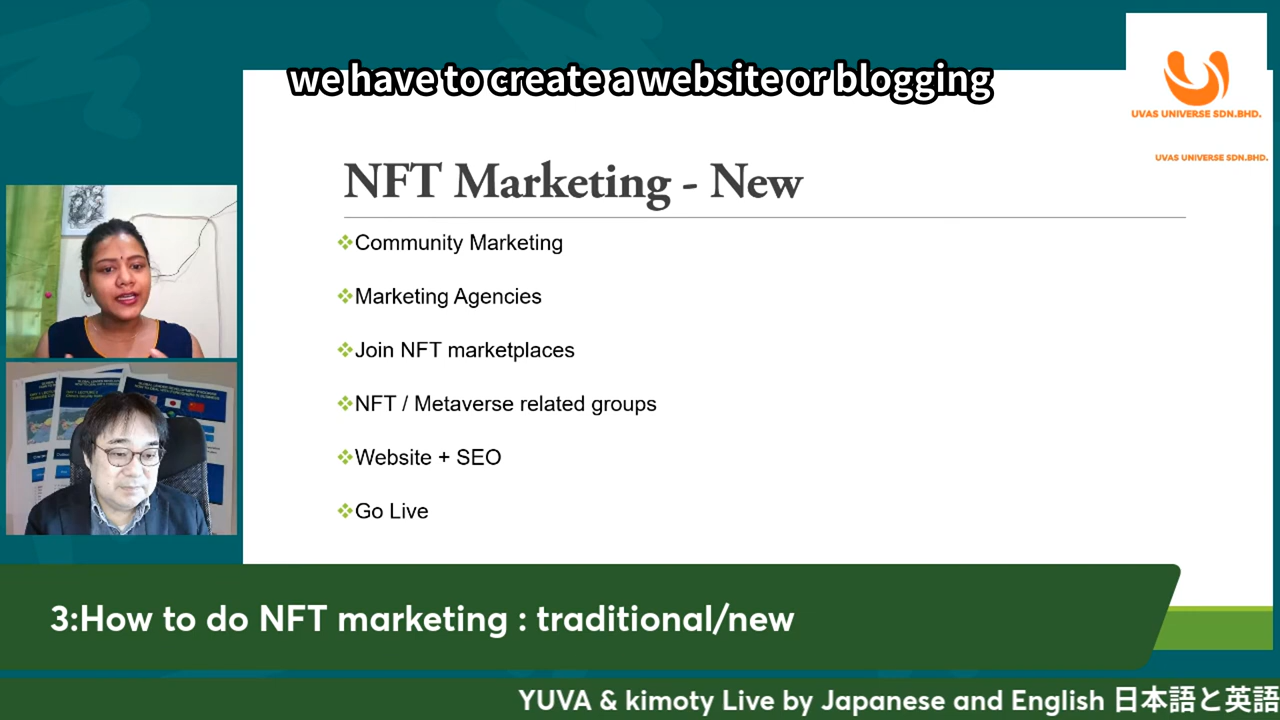 we have to create a website or blogging
UVAS UNIVERSE SDN.BHD.
UVAS UNIVERSE SDN.BHD.
NFT Marketing - New
❖Community Marketing
❖Marketing Agencies
❖Join NFT marketplaces
❖NFT / Metaverse related groups
❖Website + SEO
❖Go Live
3:How to do NFT marketing : traditional/new
YUVA & kimoty Live by Japanese and English 日本語と英語